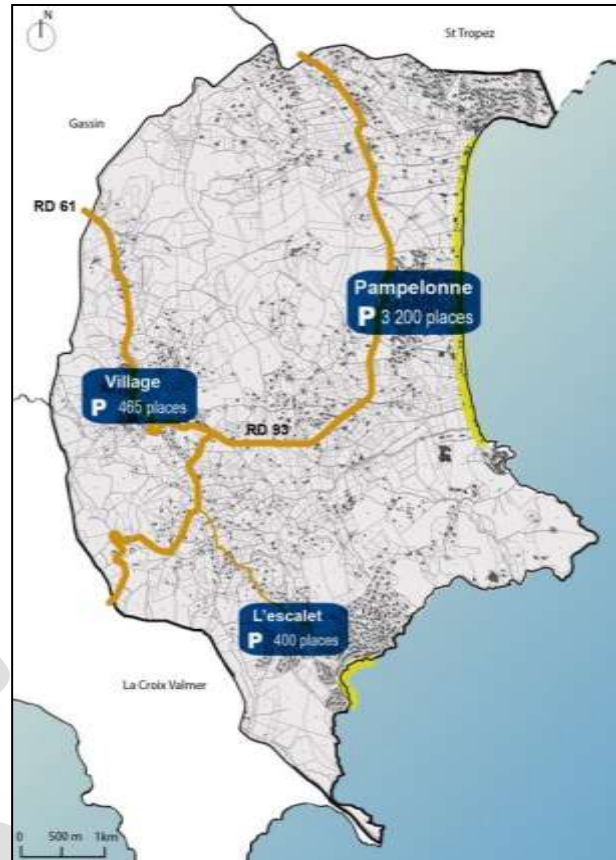 N
St Tropez
Gassin
RD 61
Pampelonne
P 3 200 places
Village
P 465 places
RD 93
L'escalet
P 400 places
La Croix Valmer
0 500 m 1km